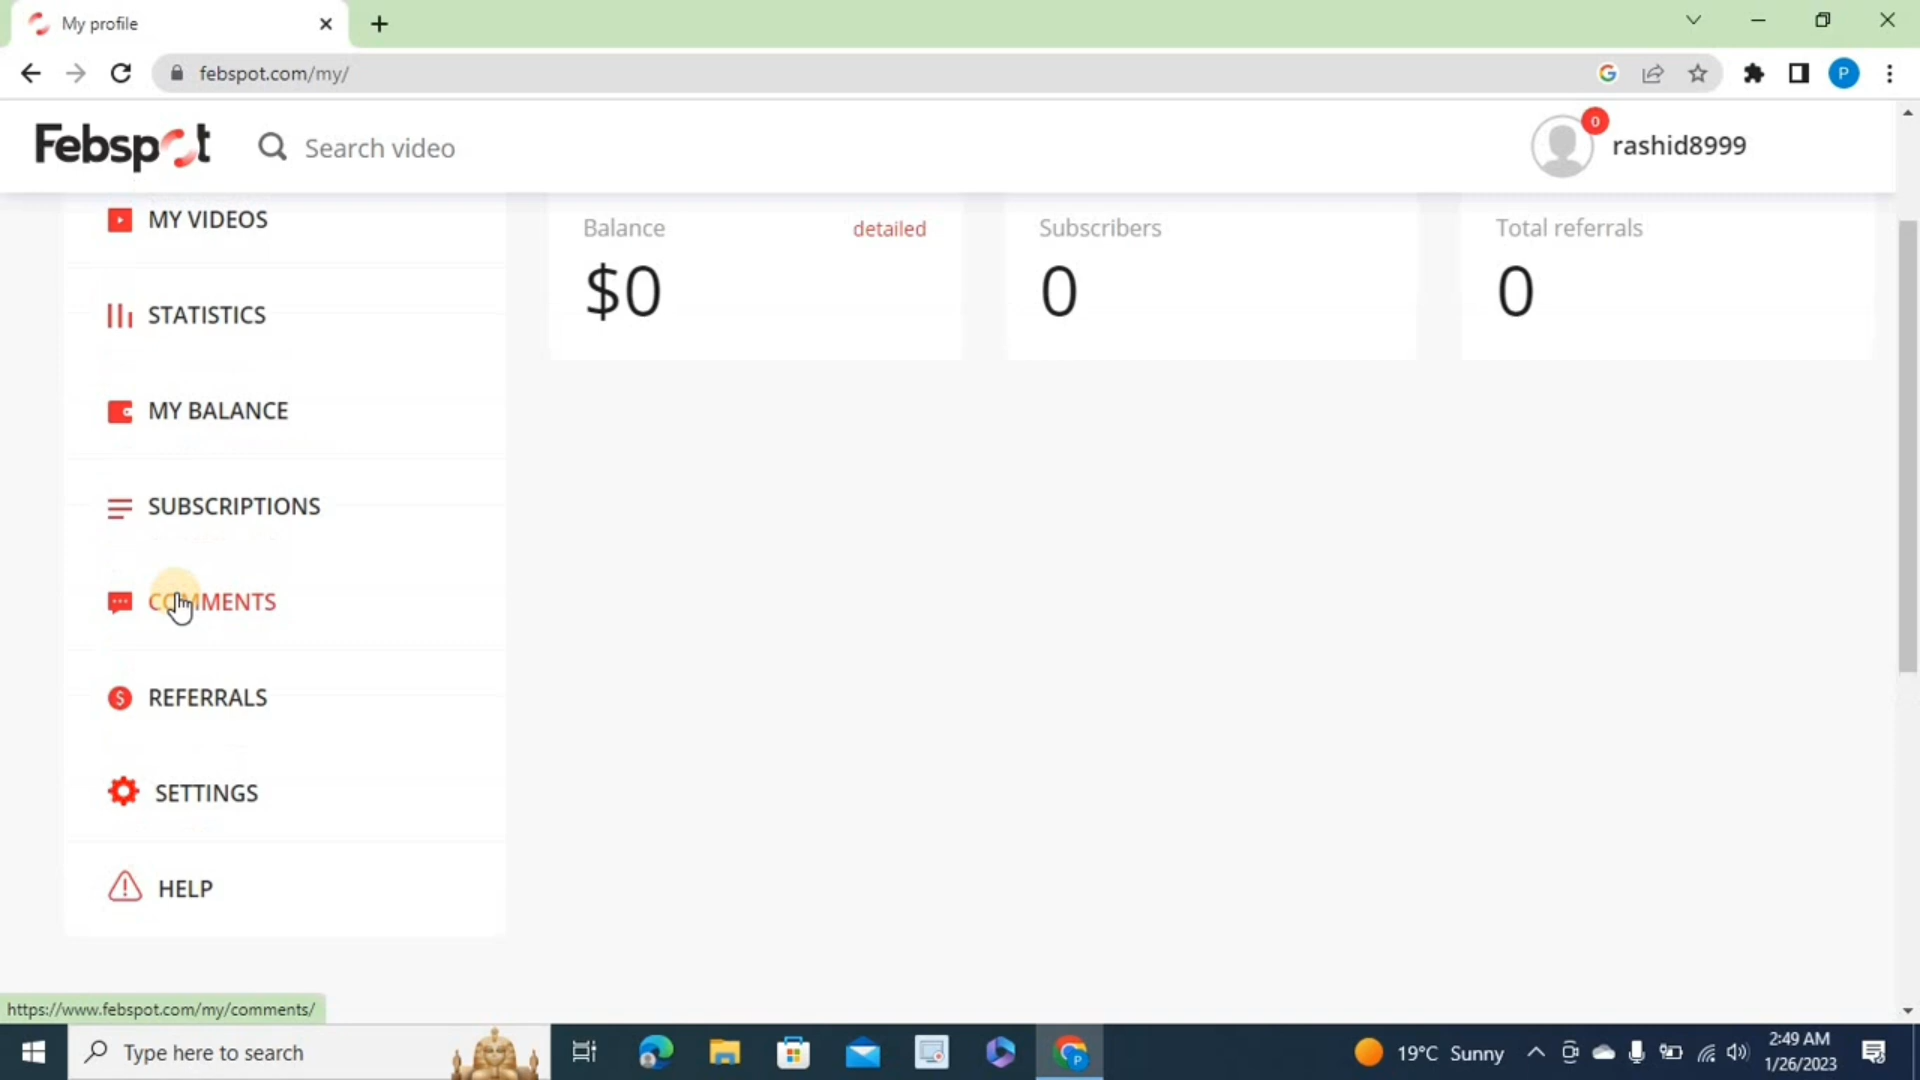 My profile
febspot.com/my/
P
Febspot
Search video
0
rashid8999
MY VIDEOS
STATISTICS
MY BALANCE
SUBSCRIPTIONS
COMMENTS
REFERRALS
SETTINGS
HELP
Balance
detailed
$0
Subscribers
0
Total referrals
0
https://www.febspot.com/my/comments/
Type here to search
19°C Sunny
2:49 AM
1/26/2023